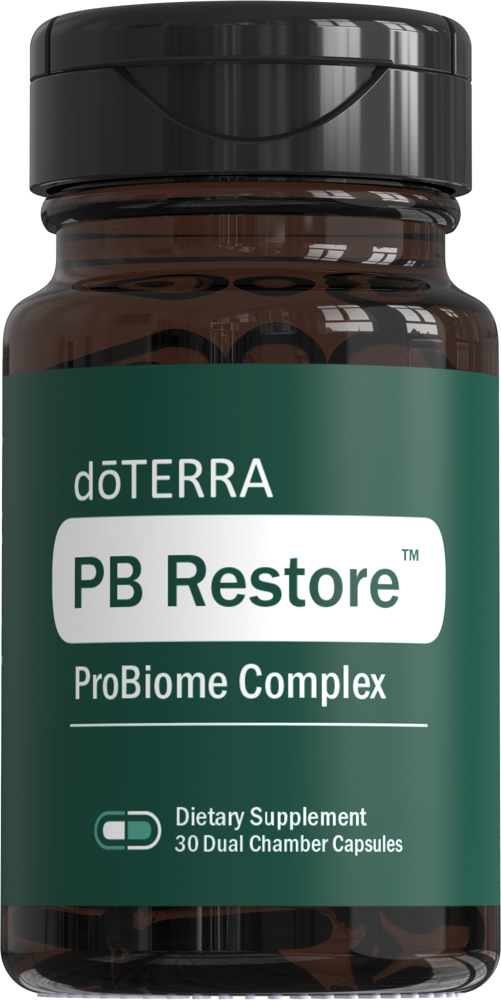 dōTERRA
PB Restore™
ProBiome Complex
Dietary Supplement
30 Dual Chamber Capsules